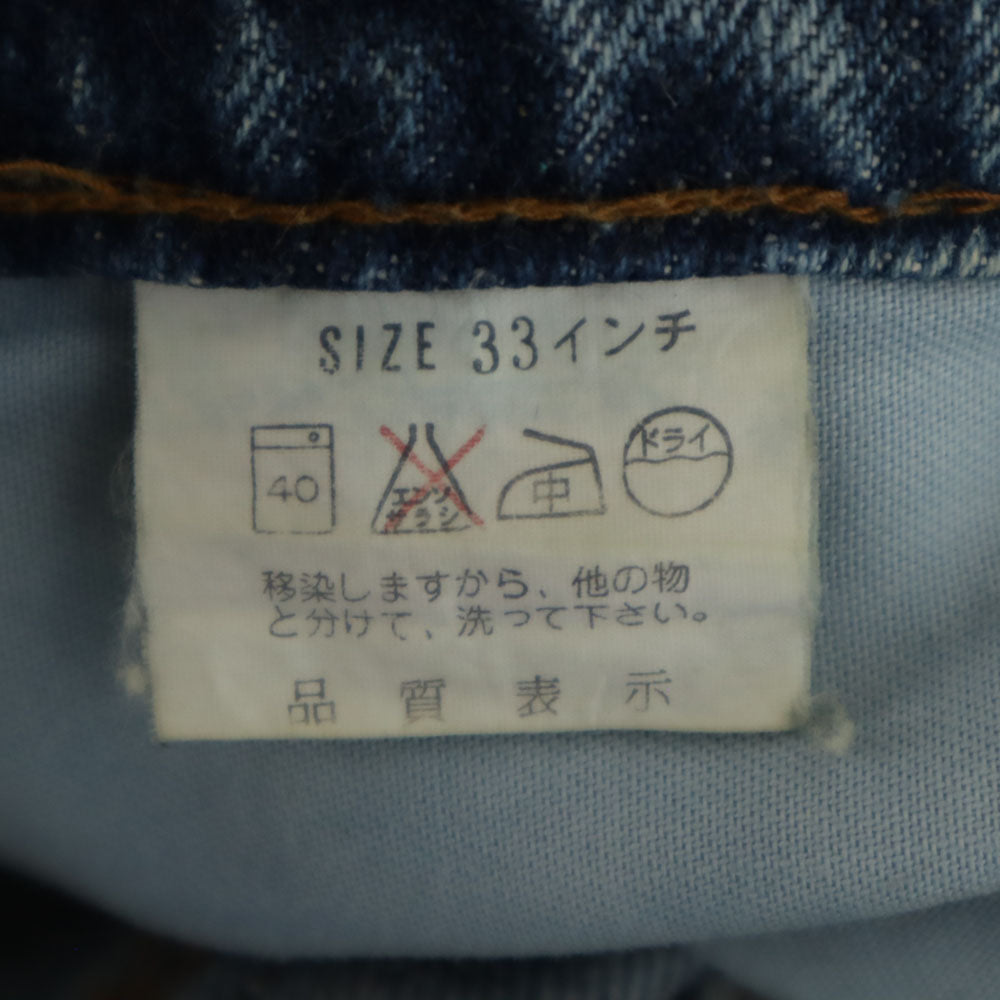 SIZE 33インチ
40 エンソサラシ 中 ドライ
移染しますから、他の物
と分けて、洗って下さい。
品質表示